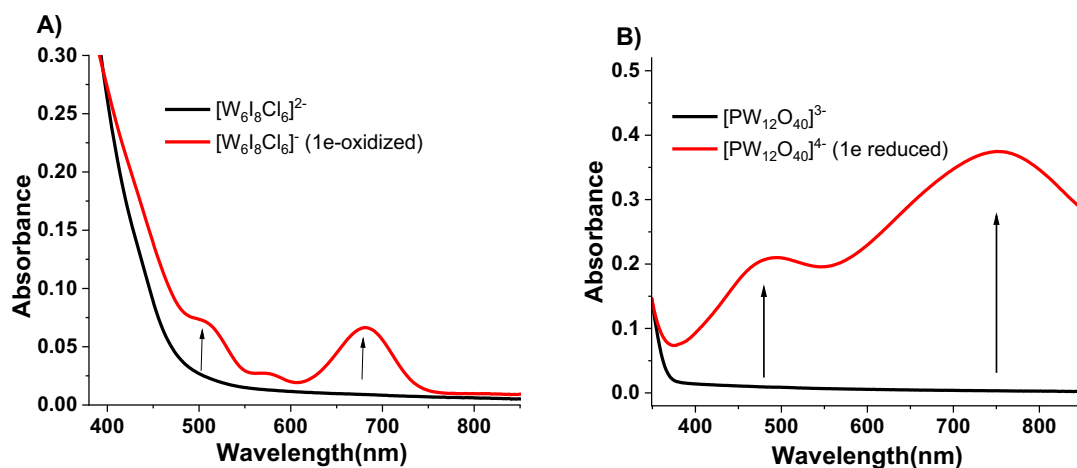 A)
0.30
0.25
0.20
0.15
0.10
0.05
0.00
Absorbance
[W₆I₈Cl₆]²⁻
[W₆I₈Cl₆]⁻ (1e-oxidized)
400 500 600 700 800
Wavelength(nm)
B)
0.5
0.4
0.3
0.2
0.1
0.0
Absorbance
[PW₁₂O₄₀]³⁻
[PW₁₂O₄₀]⁴⁻ (1e reduced)
400 500 600 700 800
Wavelength(nm)